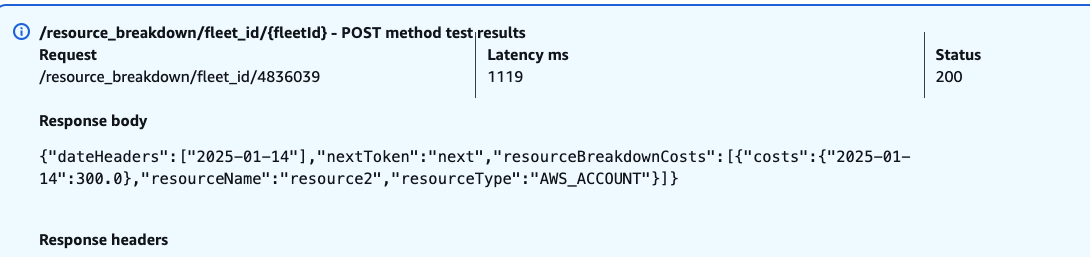 /resource_breakdown/fleet_id/{fleetId} - POST method test results
Request
/resource_breakdown/fleet_id/4836039
Latency ms
1119
Status
200
Response body
{"dateHeaders":["2025-01-14"],"nextToken":"next","resourceBreakdownCosts":[{"costs":{"2025-01-
14":300.0},"resourceName":"resource2","resourceType":"AWS_ACCOUNT"}]}
Response headers